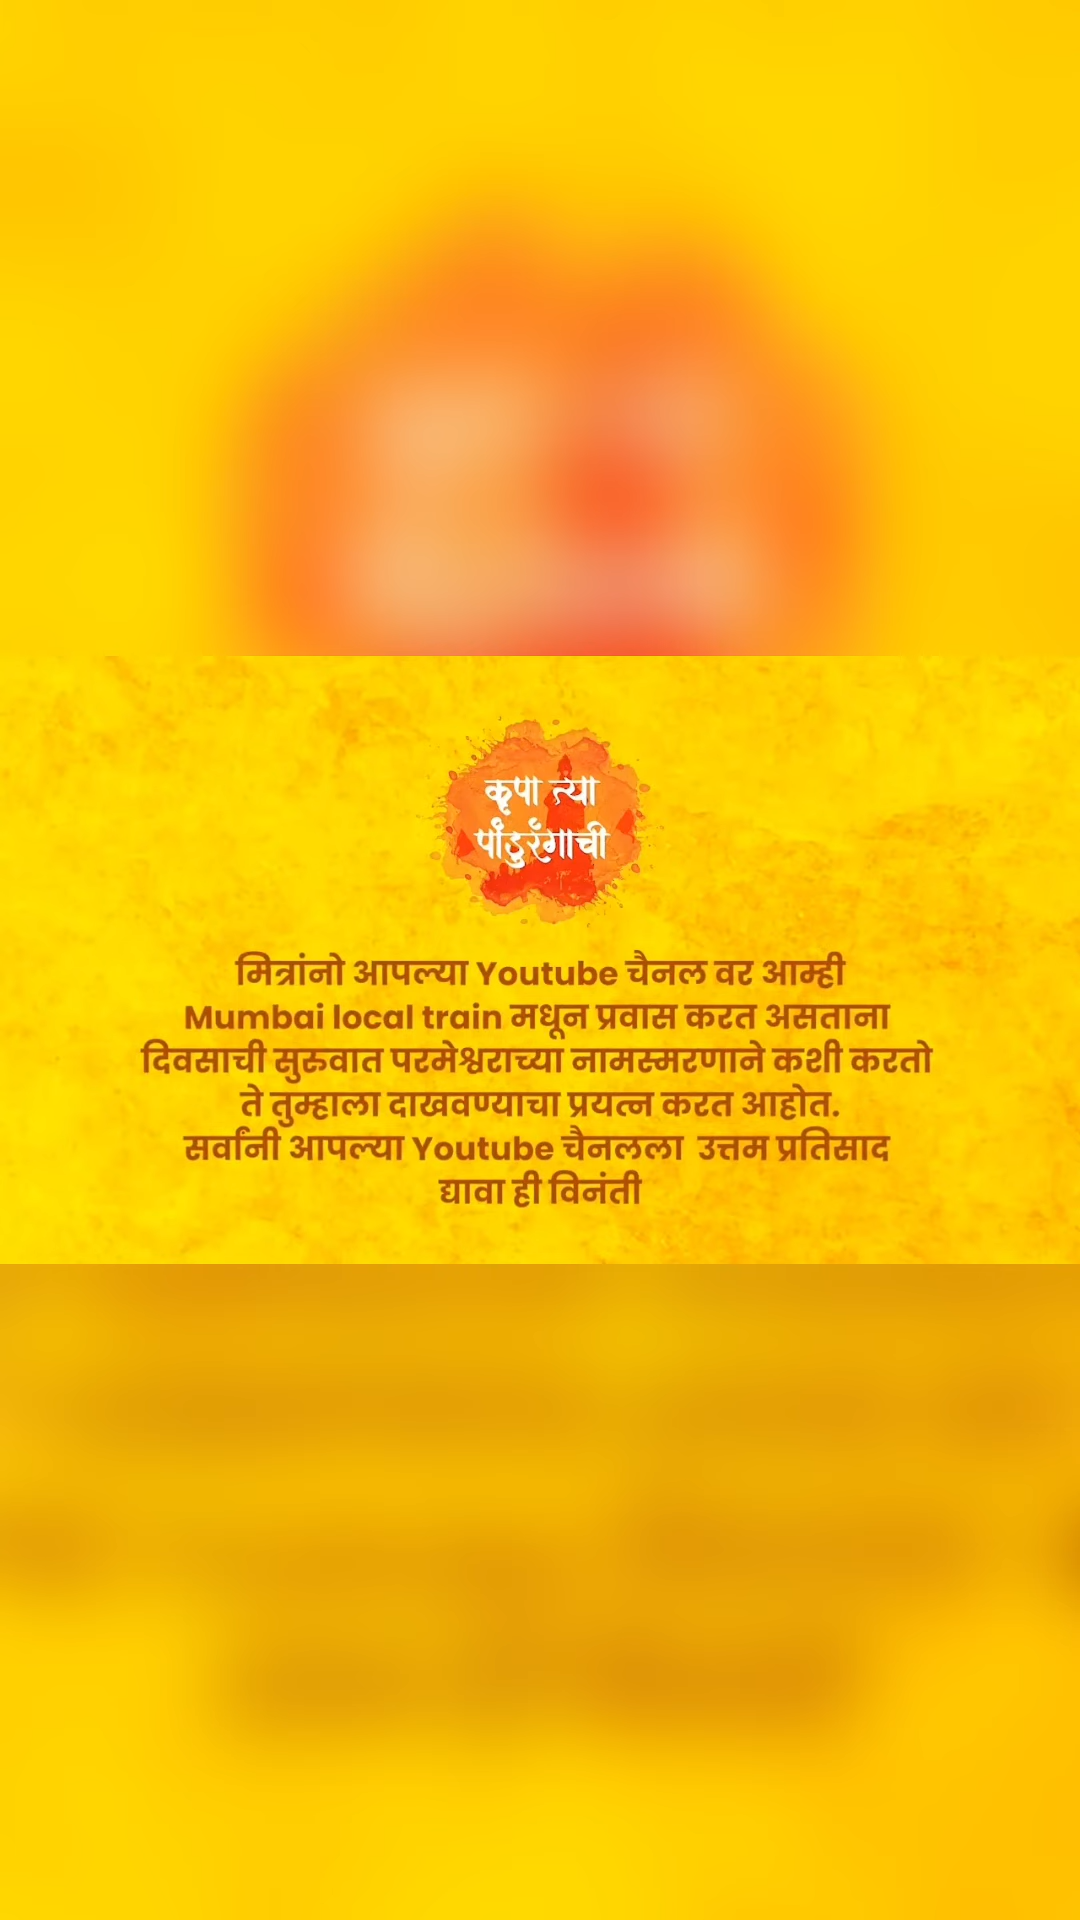 कृपा त्या
पांडुरंगाची
मित्रांनो आपल्या Youtube चैनल वर आम्ही
Mumbai local train मधून प्रवास करत असताना
दिवसाची सुरुवात परमेश्वराच्या नामस्मरणाने कशी करतो
ते तुम्हाला दाखवण्याचा प्रयत्न करत आहोत.
सर्वांनी आपल्या Youtube चैनलला उत्तम प्रतिसाद
द्यावा ही विनंती